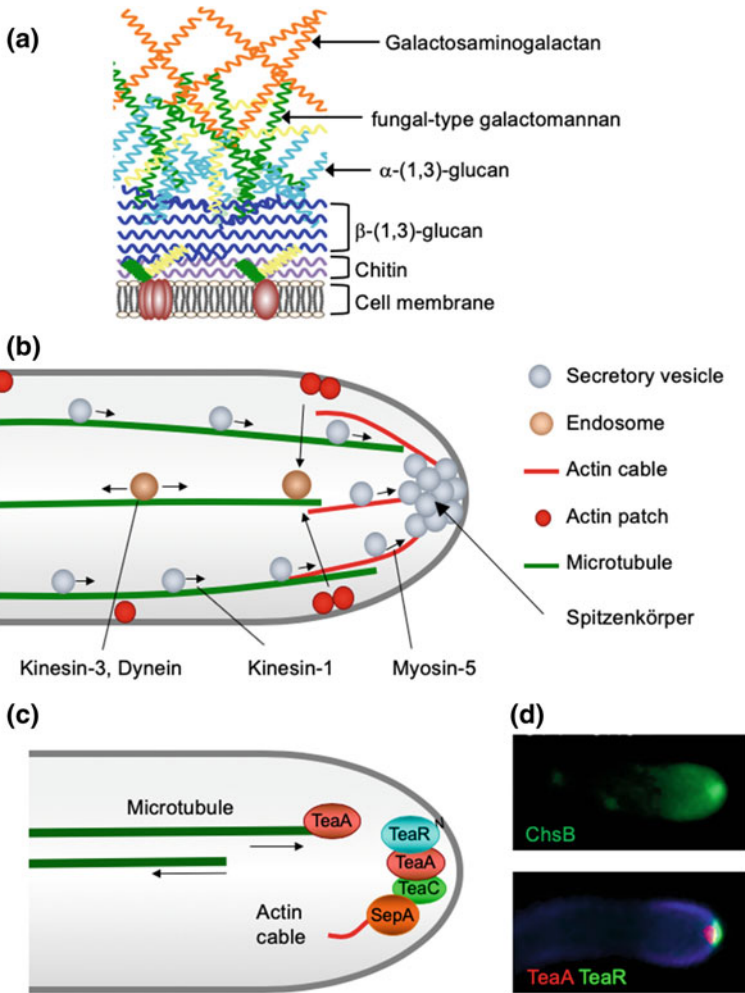 (a)
Galactosaminogalactan
fungal-type galactomannan
α-(1,3)-glucan
β-(1,3)-glucan
Chitin
Cell membrane
(b)
Secretory vesicle
Endosome
Actin cable
Actin patch
Microtubule
Spitzenkörper
Kinesin-3, Dynein
Kinesin-1
Myosin-5
(c)
Microtubule
TeaA
TeaR
N
TeaA
TeaC
SepA
Actin
cable
(d)
ChsB
TeaA TeaR